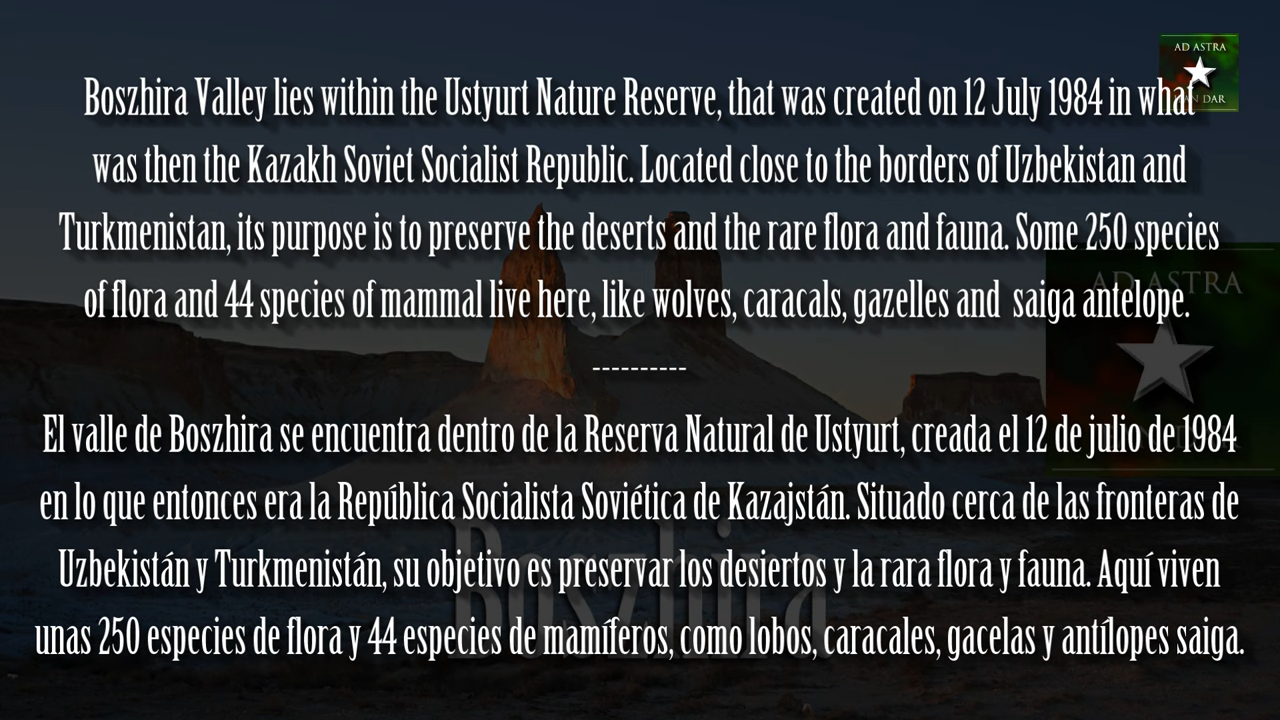 AD ASTRA
Boszhira Valley lies within the Ustyurt Nature Reserve, that was created on 12 July 1984 in what
was then the Kazakh Soviet Socialist Republic. Located close to the borders of Uzbekistan and
Turkmenistan, its purpose is to preserve the deserts and the rare flora and fauna. Some 250 species
of flora and 44 species of mammal live here, like wolves, caracals, gazelles and saiga antelope.
----------
AD ASTRA
El valle de Boszhira se encuentra dentro de la Reserva Natural de Ustyurt, creada el 12 de julio de 1984
en lo que entonces era la República Socialista Soviética de Kazajstán. Situado cerca de las fronteras de
Uzbekistán y Turkmenistán, su objetivo es preservar los desiertos y la rara flora y fauna. Aquí viven
unas 250 especies de flora y 44 especies de mamíferos, como lobos, caracales, gacelas y antílopes saiga.
Boszhira